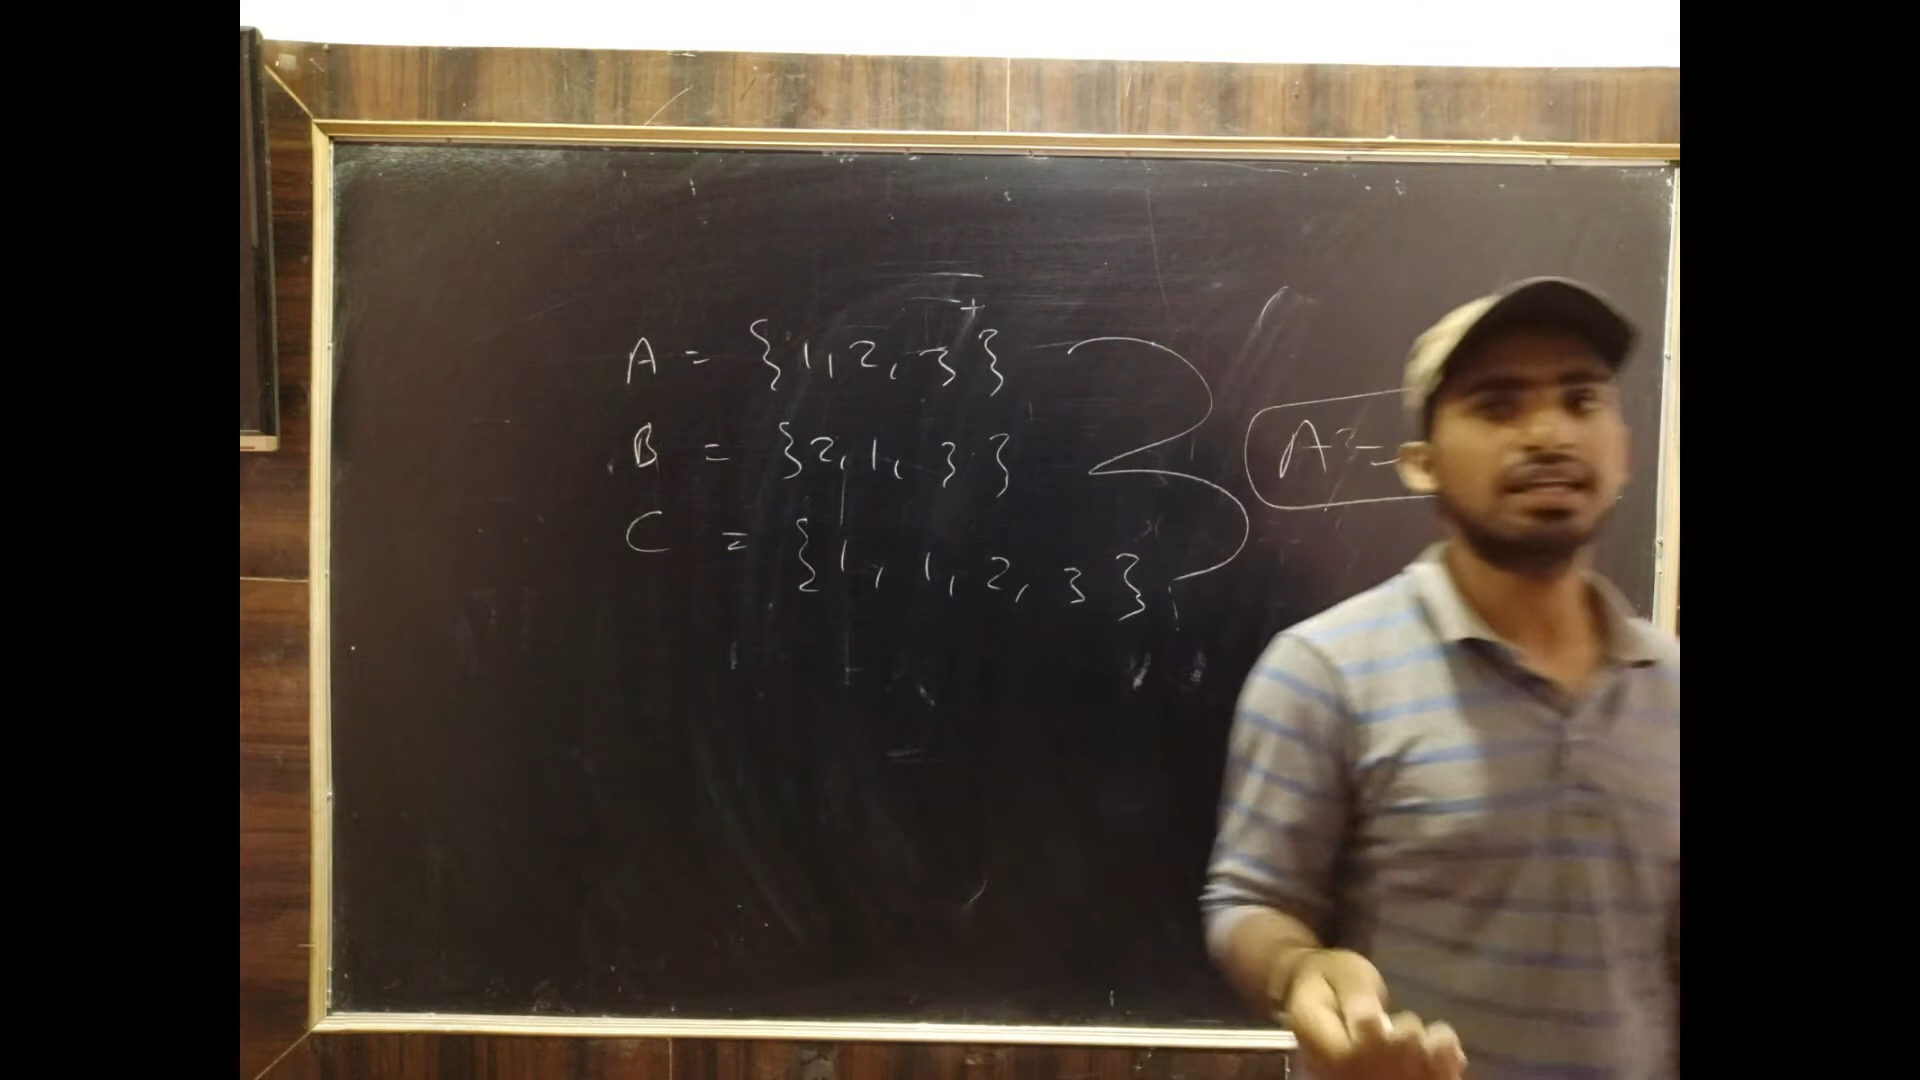 A = {1, 2, 3}
B = {2, 1, 3}
C = {1, 1, 2, 3}
A =